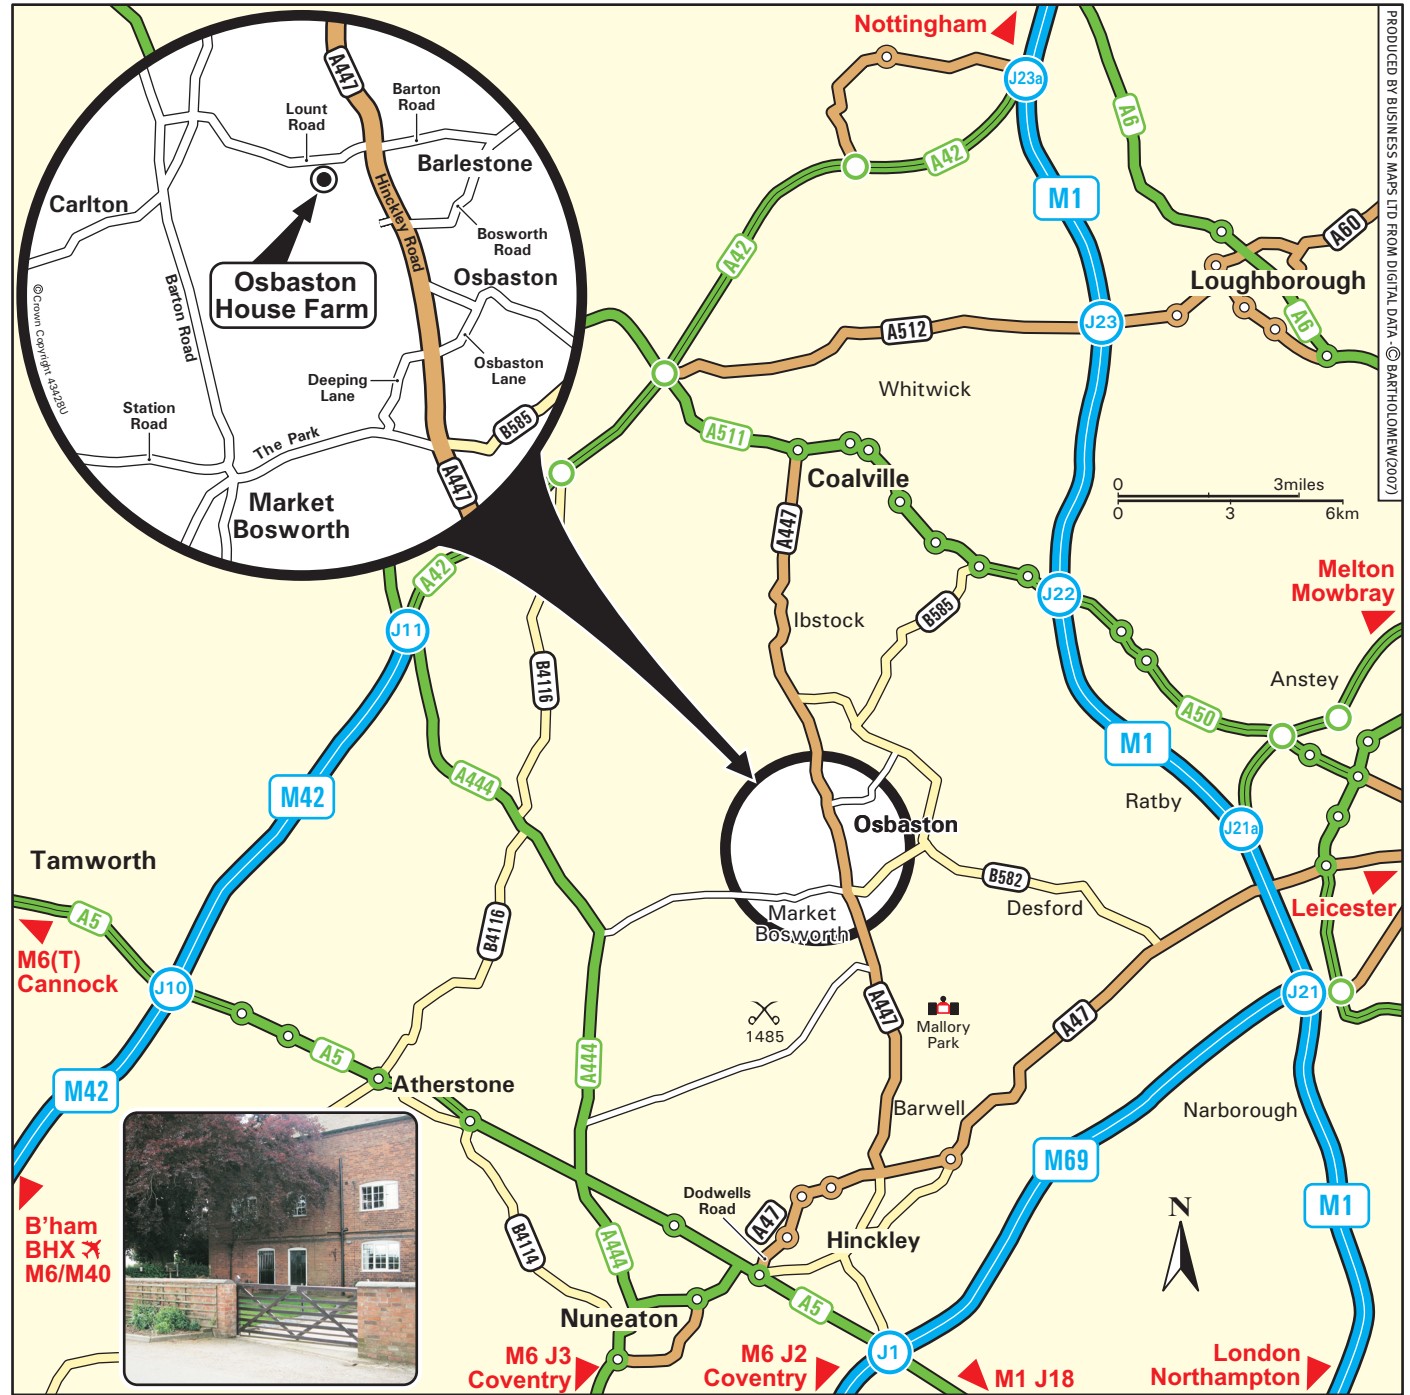 Nottingham
J23a
PRODUCED BY BUSINESS MAPS LTD FROM DIGITAL DATA - © BARTHOLOMEW(2007)
A447
Barton
Road
Lount
Road
Barlestone
Carlton
Hinckley Road
Bosworth
Road
Osbaston
Osbaston
House Farm
Barton Road
©Crown Copyright 43428U
Osbaston
Lane
Deeping
Lane
Station
Road
The Park
B585
A447
Market
Bosworth
A6
A42
M1
A60
A42
Loughborough
A6
J23
A512
Whitwick
A511
Coalville
0 3miles
0 3 6km
A447
A42
J11
B585
J22
Ibstock
Melton
Mowbray
B4116
Anstey
A50
M1
A444
M42
Ratby
J21a
Osbaston
Tamworth
B582
Desford
A5
Market
Bosworth
Leicester
M6(T)
Cannock
B4116
J10
J21
A447
1485
Mallory
Park
A47
A5
A444
Atherstone
M42
Barwell
Narborough
M69
Dodwells
Road
A47
M1
N
B'ham
BHX
M6/M40
B4114
A444
Hinckley
A5
Nuneaton
J1
M6 J3
Coventry
M6 J2
Coventry
M1 J18
London
Northampton